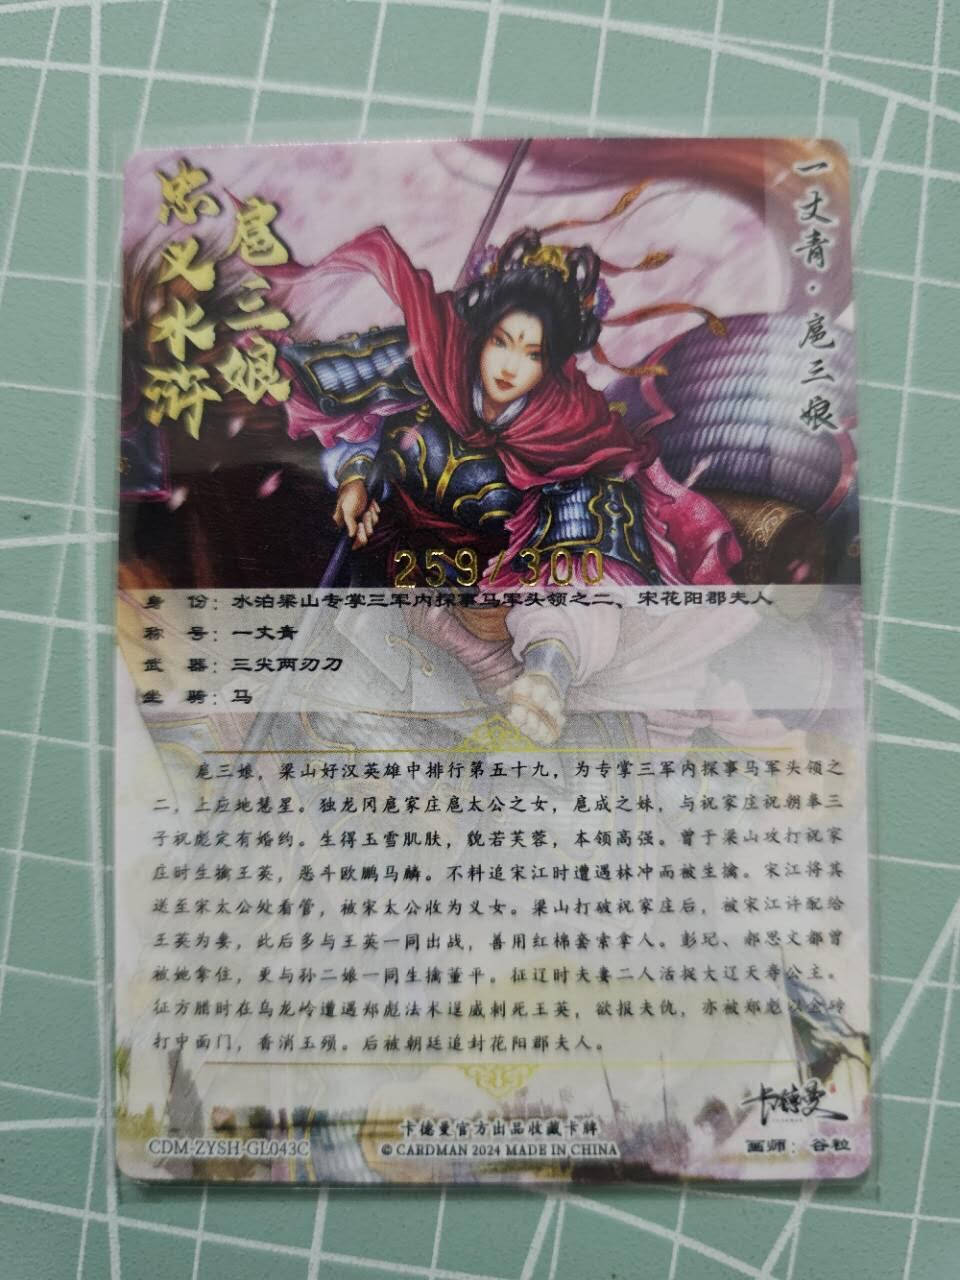 忠义水浒
扈三娘
一丈青·扈三娘
259/300
身 份：水泊梁山专掌三军内探事马军头领之二、宋花阳郡夫人
称 号：一丈青
武 器：三尖两刃刀
坐 骑：马
扈三娘，梁山好汉英雄中排行第五十九，为专掌三军内探事马军头领之
二，上应地慧星。独龙冈扈家庄扈太公之女，扈成之妹，与祝家庄祝朝奉三
子祝彪定有婚约。生得玉雪肌肤，貌若芙蓉，本领高强。曾于梁山攻打祝家
庄时生擒王英，恶斗欧鹏马麟。不料追宋江时遭遇林冲而被生擒。宋江将其
送至宋太公处看管，被宋太公收为义女。梁山打破祝家庄后，被宋江许配给
王英为妻，此后多与王英一同出战，善用红棉套索拿人。彭玘、郝思文都曾
被她拿住，更与孙二娘一同生擒董平。征辽时夫妻二人活捉大辽天寿公主。
征方腊时在乌龙岭遭遇郑彪法术逞威刺死王英，欲报夫仇，亦被郑彪以金砖
打中面门，香消玉殒。后被朝廷追封花阳郡夫人。
卡德曼
卡德曼官方出品收藏卡牌
CDM-ZYSH-GL043C
© CARDMAN 2024 MADE IN CHINA
画师：谷粒